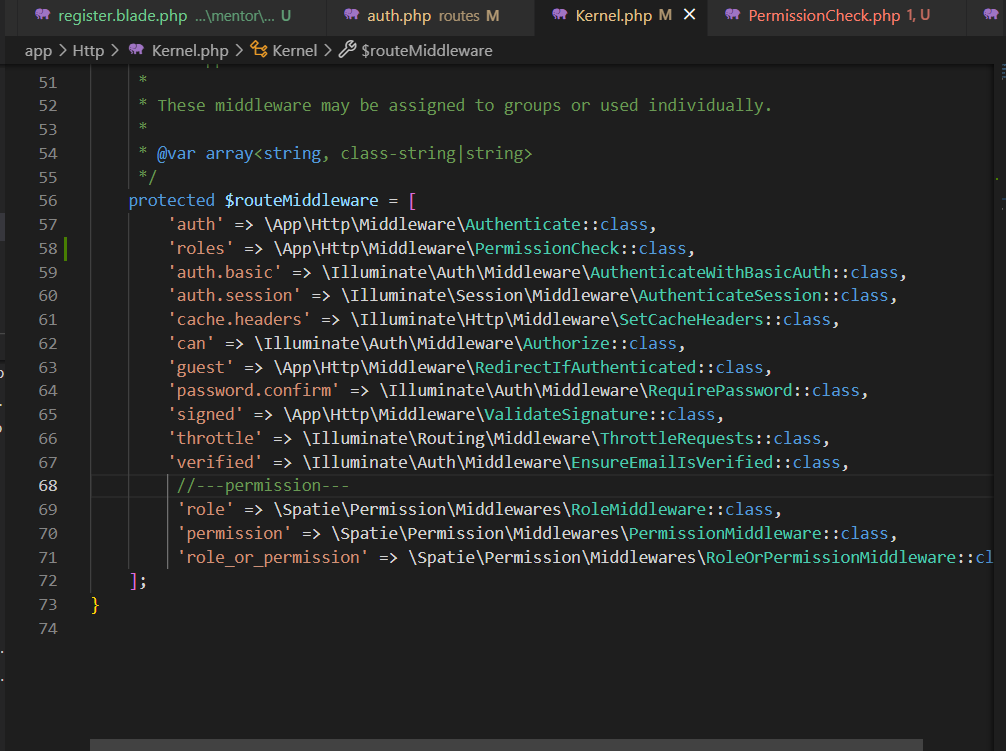 register.blade.php ...\mentor\... U
auth.php routes M
Kernel.php M
PermissionCheck.php 1, U
app > Http > Kernel.php > Kernel > $routeMiddleware
51 *
52 * These middleware may be assigned to groups or used individually.
53 *
54 * @var array<string, class-string|string>
55 */
56 protected $routeMiddleware = [
57 'auth' => \App\Http\Middleware\Authenticate::class,
58 'roles' => \App\Http\Middleware\PermissionCheck::class,
59 'auth.basic' => \Illuminate\Auth\Middleware\AuthenticateWithBasicAuth::class,
60 'auth.session' => \Illuminate\Session\Middleware\AuthenticateSession::class,
61 'cache.headers' => \Illuminate\Http\Middleware\SetCacheHeaders::class,
62 'can' => \Illuminate\Auth\Middleware\Authorize::class,
63 'guest' => \App\Http\Middleware\RedirectIfAuthenticated::class,
64 'password.confirm' => \Illuminate\Auth\Middleware\RequirePassword::class,
65 'signed' => \App\Http\Middleware\ValidateSignature::class,
66 'throttle' => \Illuminate\Routing\Middleware\ThrottleRequests::class,
67 'verified' => \Illuminate\Auth\Middleware\EnsureEmailIsVerified::class,
68 //---permission---
69 'role' => \Spatie\Permission\Middlewares\RoleMiddleware::class,
70 'permission' => \Spatie\Permission\Middlewares\PermissionMiddleware::class,
71 'role_or_permission' => \Spatie\Permission\Middlewares\RoleOrPermissionMiddleware::cl
72 ];
73 }
74